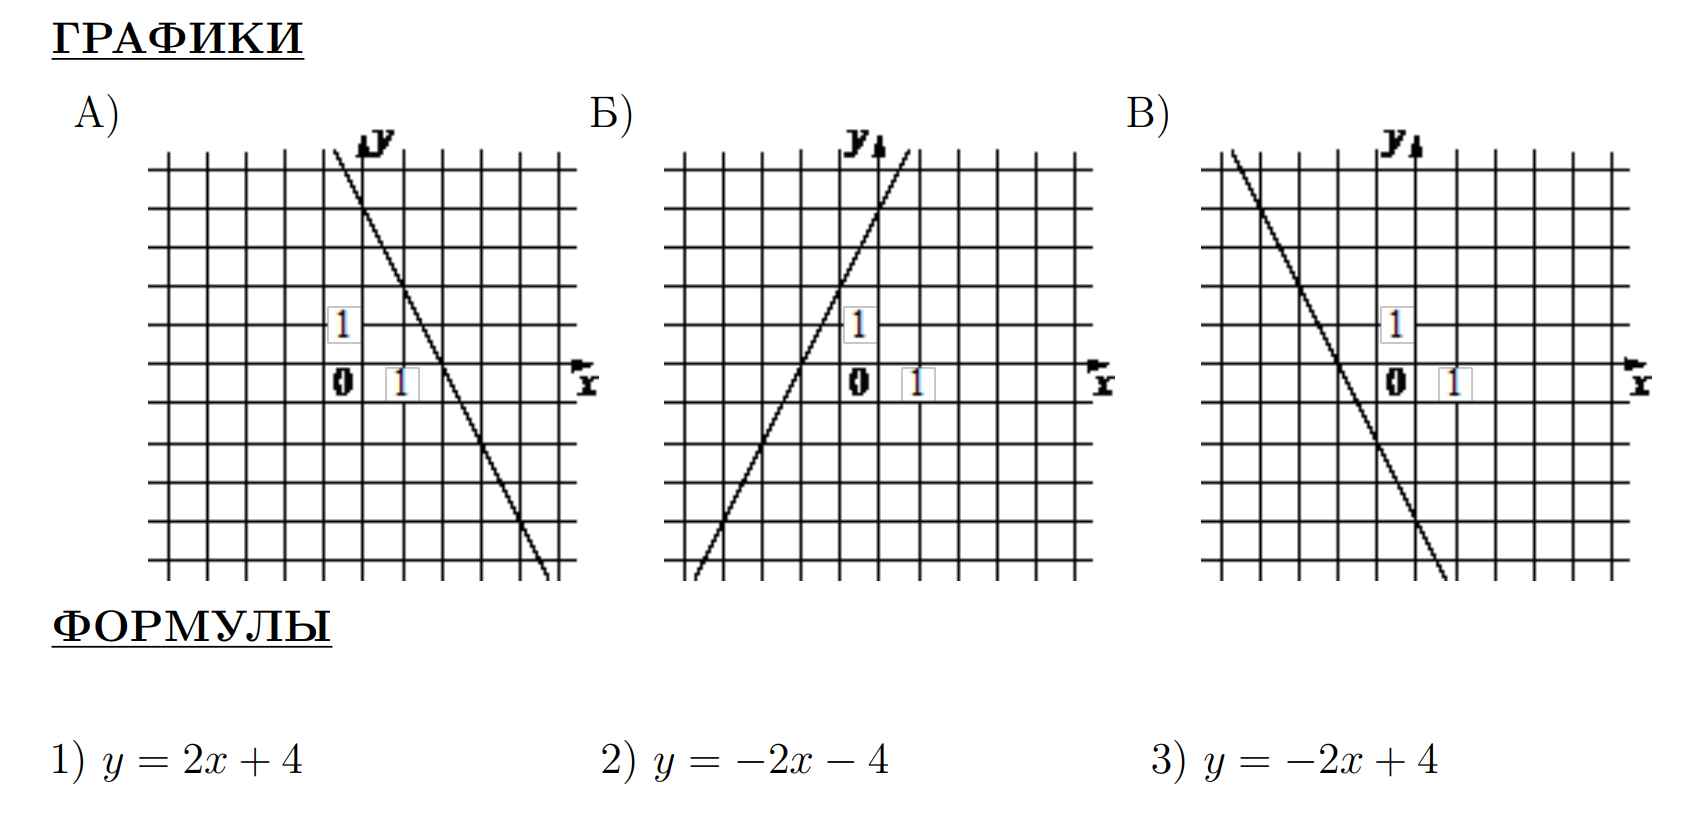 ГРАФИКИ
А) Б) В)
y y y
1 1 1
0 1 x 0 1 x 0 1 x
ФОРМУЛЫ
1) y = 2x + 4 2) y = −2x − 4 3) y = −2x + 4